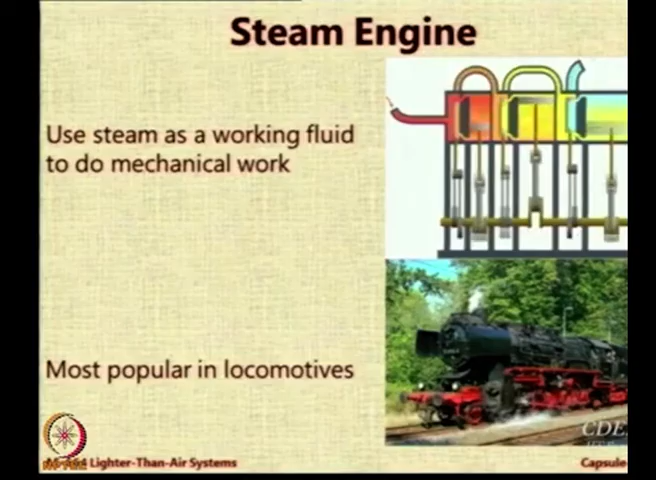 Steam Engine
Use steam as a working fluid
to do mechanical work
Most popular in locomotives
Lighter-Than-Air Systems
Capsule